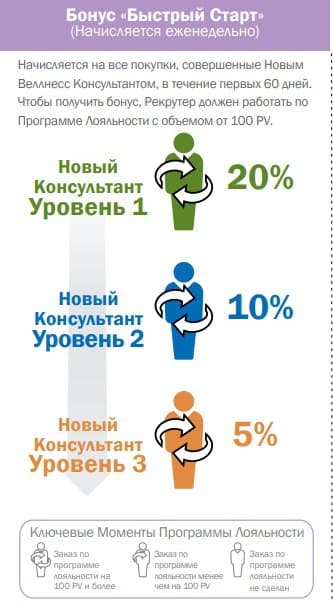 Бонус «Быстрый Старт»
(Начисляется еженедельно)
Начисляется на все покупки, совершенные Новым
Веллнесс Консультантом, в течение первых 60 дней.
Чтобы получить бонус, Рекрутер должен работать по
Программе Лояльности с объемом от 100 PV.
Новый
Консультант
Уровень 1
20%
Новый
Консультант
Уровень 2
10%
Новый
Консультант
Уровень 3
5%
Ключевые Моменты Программы Лояльности
Заказ по
программе
лояльности на
100 PV и более
Заказ по
программе
лояльности менее
чем на 100 PV
Заказ по
программе
лояльности
не сделан